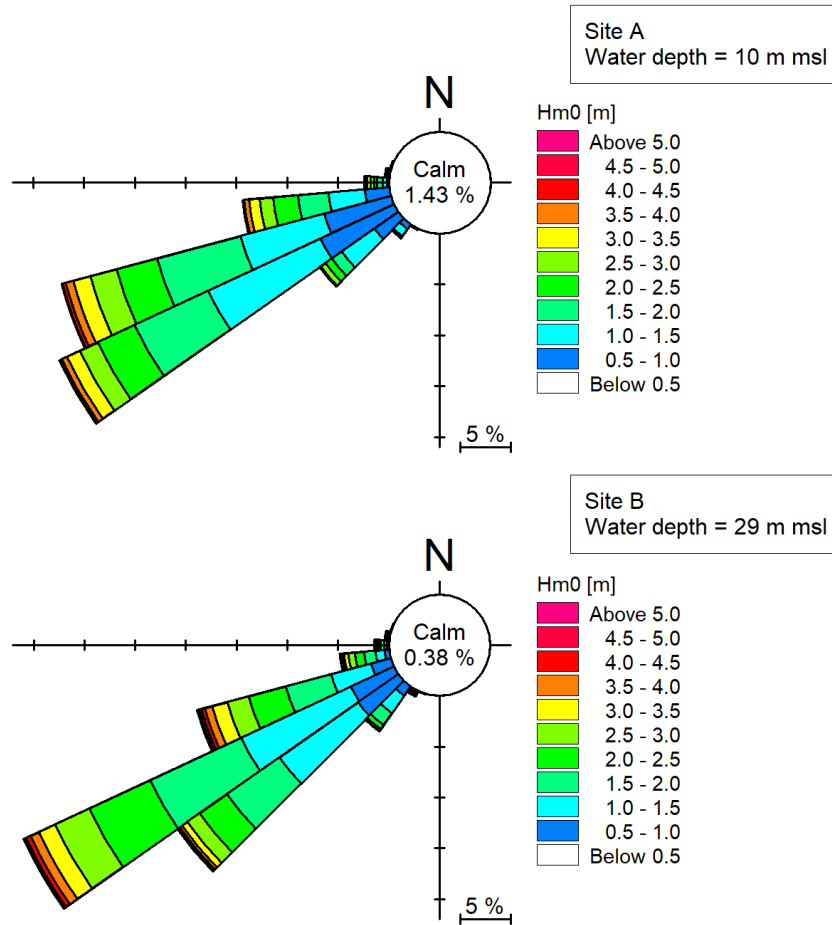 Site A
Water depth = 10 m msl
N
Hm0 [m]
Calm
1.43 %
Above 5.0
4.5 - 5.0
4.0 - 4.5
3.5 - 4.0
3.0 - 3.5
2.5 - 3.0
2.0 - 2.5
1.5 - 2.0
1.0 - 1.5
0.5 - 1.0
Below 0.5
5 %
Site B
Water depth = 29 m msl
N
Hm0 [m]
Calm
0.38 %
Above 5.0
4.5 - 5.0
4.0 - 4.5
3.5 - 4.0
3.0 - 3.5
2.5 - 3.0
2.0 - 2.5
1.5 - 2.0
1.0 - 1.5
0.5 - 1.0
Below 0.5
5 %